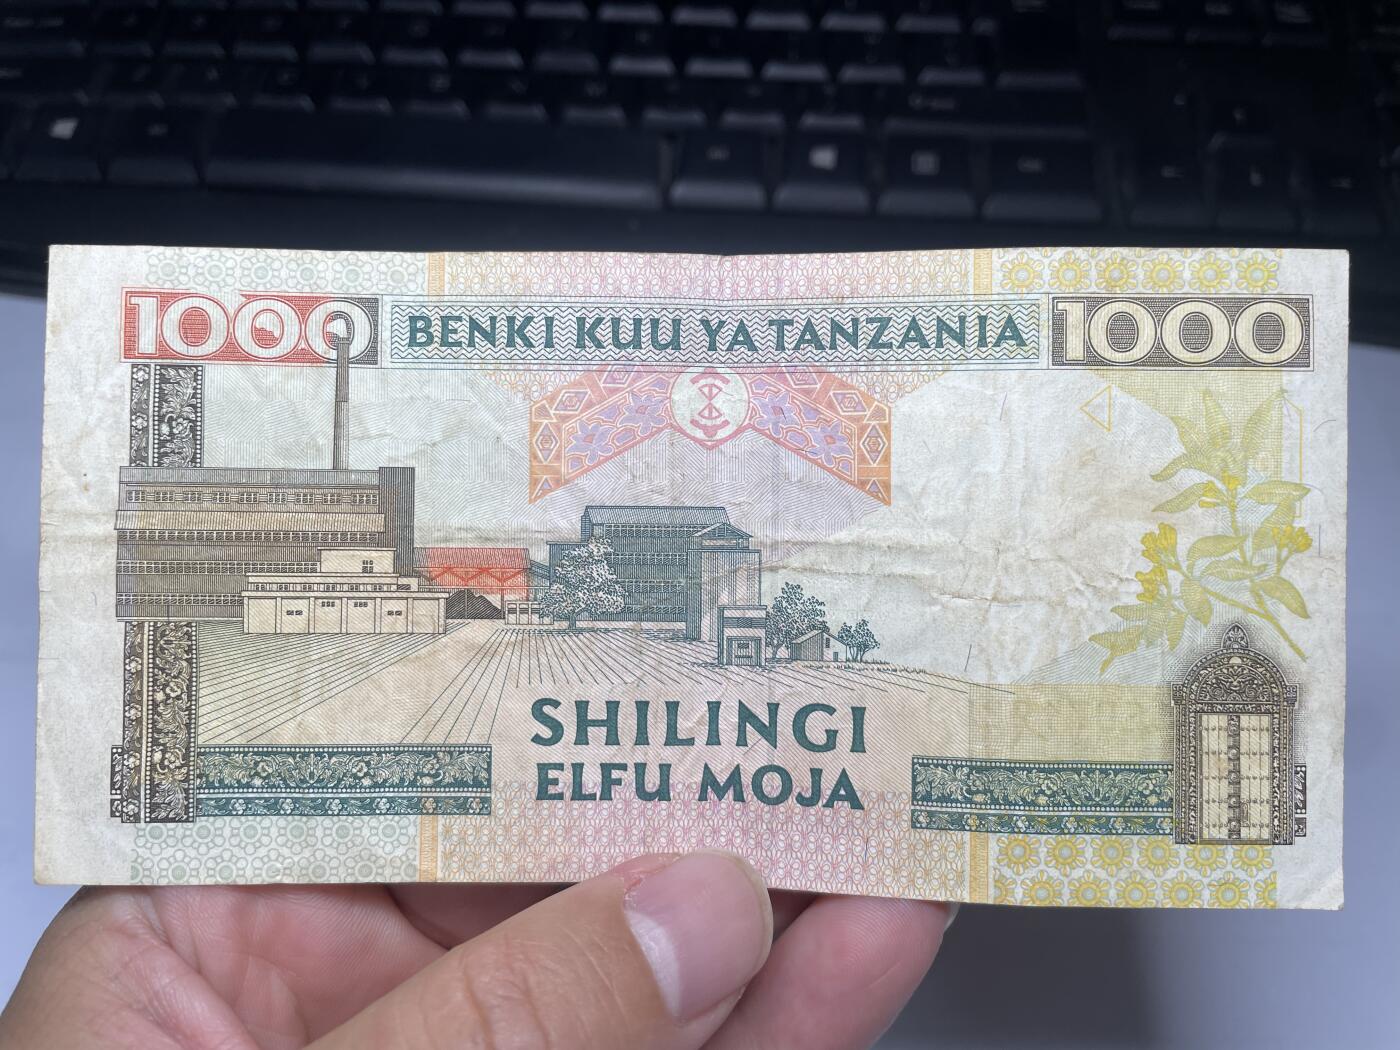 1000
BENKI KUU YA TANZANIA
1000
SHILINGI
ELFU MOJA